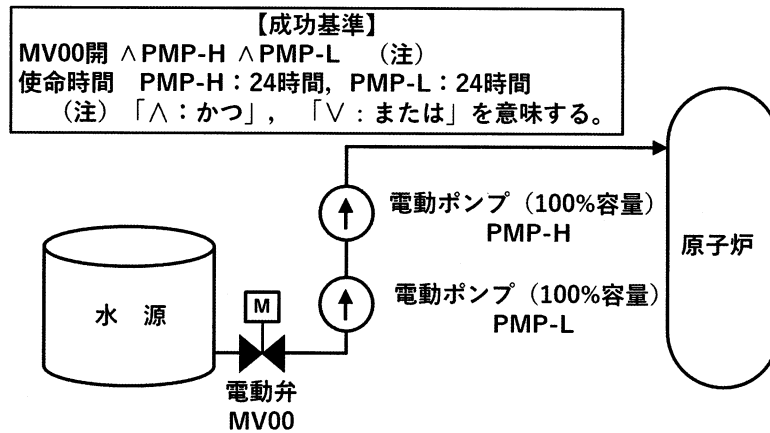 【成功基準】
MV00開 ∧PMP-H ∧PMP-L （注）
使命時間 PMP-H：24時間，PMP-L：24時間
（注）「∧：かつ」，「∨：または」を意味する。
電動ポンプ（100%容量）
PMP-H
原子炉
電動ポンプ（100%容量）
PMP-L
水 源
M
電動弁
MV00